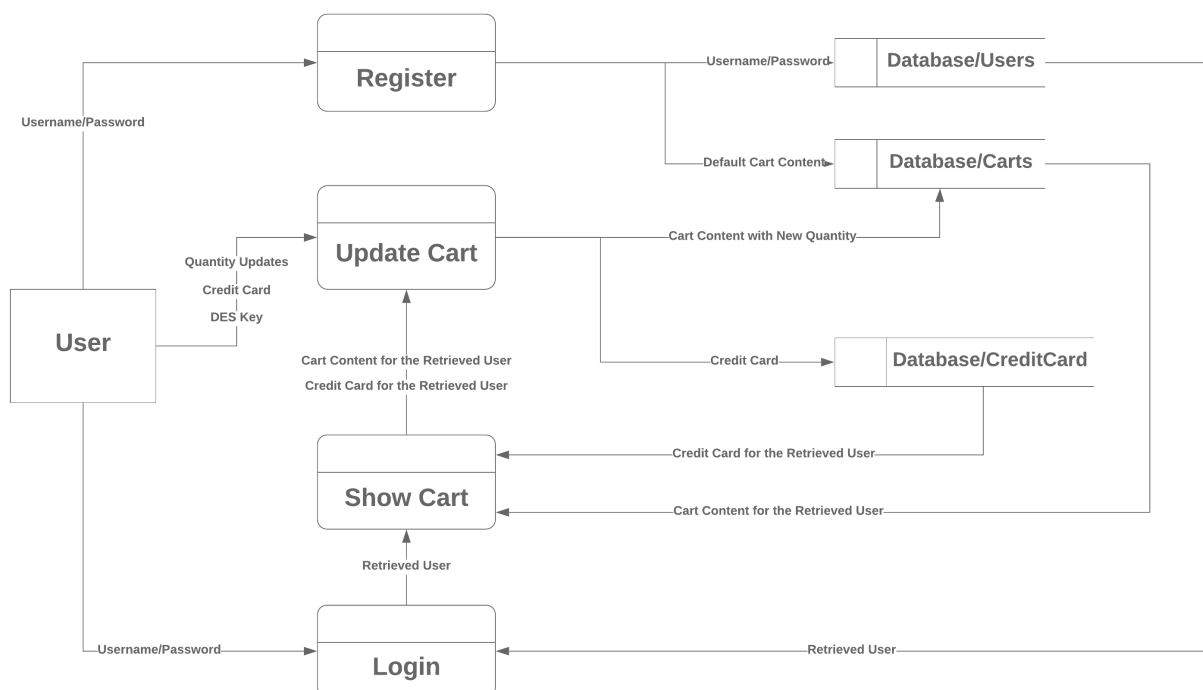 Register
Username/Password
Database/Users
Username/Password
Default Cart Content
Database/Carts
Update Cart
Cart Content with New Quantity
Quantity Updates
Credit Card
DES Key
User
Cart Content for the Retrieved User
Credit Card for the Retrieved User
Credit Card
Database/CreditCard
Credit Card for the Retrieved User
Show Cart
Cart Content for the Retrieved User
Retrieved User
Username/Password
Login
Retrieved User